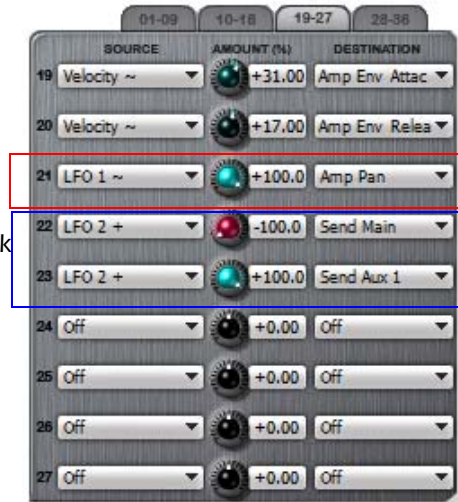 01-09 10-18 19-27 28-36
SOURCE AMOUNT (%) DESTINATION
19 Velocity ~ +31.00 Amp Env Attac
20 Velocity ~ +17.00 Amp Env Relea
21 LFO 1 ~ +100.0 Amp Pan
22 LFO 2 + -100.0 Send Main
k
23 LFO 2 + +100.0 Send Aux 1
24 Off +0.00 Off
25 Off +0.00 Off
26 Off +0.00 Off
27 Off +0.00 Off